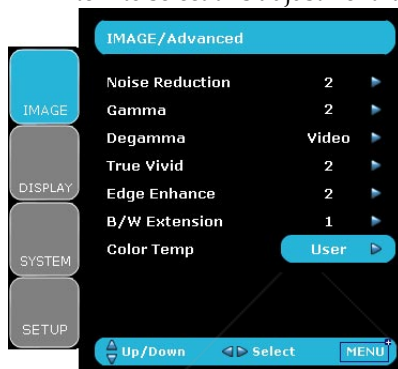 IMAGE/Advanced
IMAGE
DISPLAY
SYSTEM
SETUP
Noise Reduction 2
Gamma 2
Degamma Video
True Vivid 2
Edge Enhance 2
B/W Extension 1
Color Temp User
Up/Down Select MENU